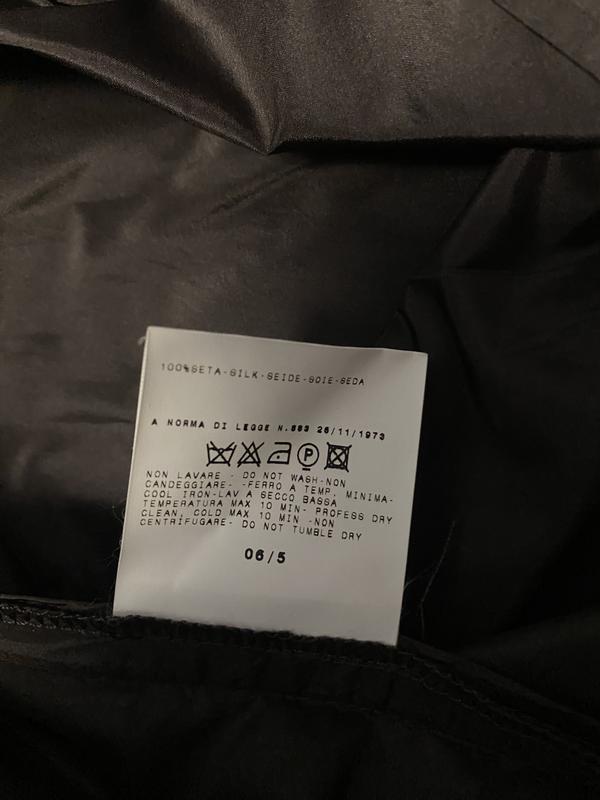 100%SETA-SILK-SEIDE-SOIE-SEDA
A NORMA DI LEGGE N.883 26/11/1973
P
NON LAVARE - DO NOT WASH-NON
CANDEGGIARE- -FERRO A TEMP. MINIMA-
COOL IRON-LAV A SECCO BASSA
TEMPERATURA MAX 10 MIN- PROFESS DRY
CLEAN, COLD MAX 10 MIN -NON
CENTRIFUGARE- DO NOT TUMBLE DRY
06/5